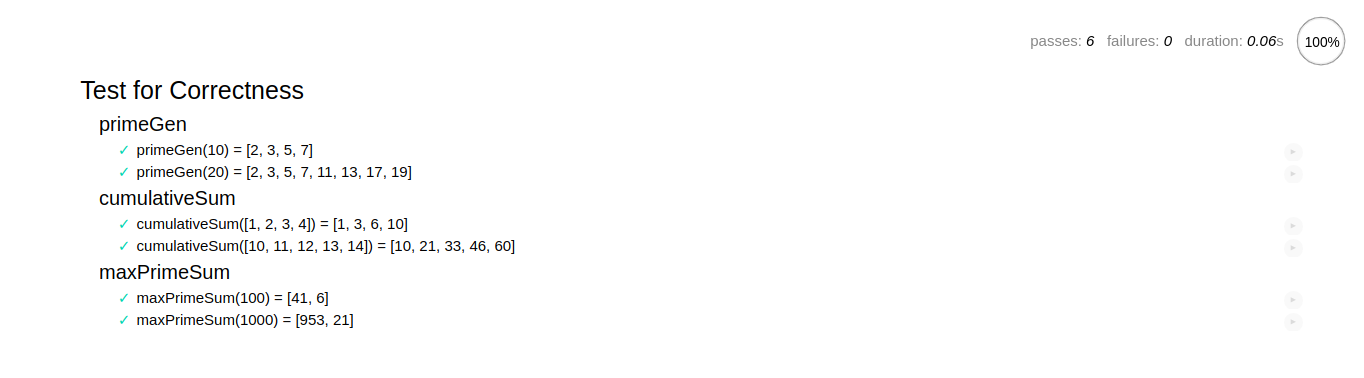 passes: 6 failures: 0 duration: 0.06s 100%
Test for Correctness
primeGen
✓ primeGen(10) = [2, 3, 5, 7]
✓ primeGen(20) = [2, 3, 5, 7, 11, 13, 17, 19]
cumulativeSum
✓ cumulativeSum([1, 2, 3, 4]) = [1, 3, 6, 10]
✓ cumulativeSum([10, 11, 12, 13, 14]) = [10, 21, 33, 46, 60]
maxPrimeSum
✓ maxPrimeSum(100) = [41, 6]
✓ maxPrimeSum(1000) = [953, 21]